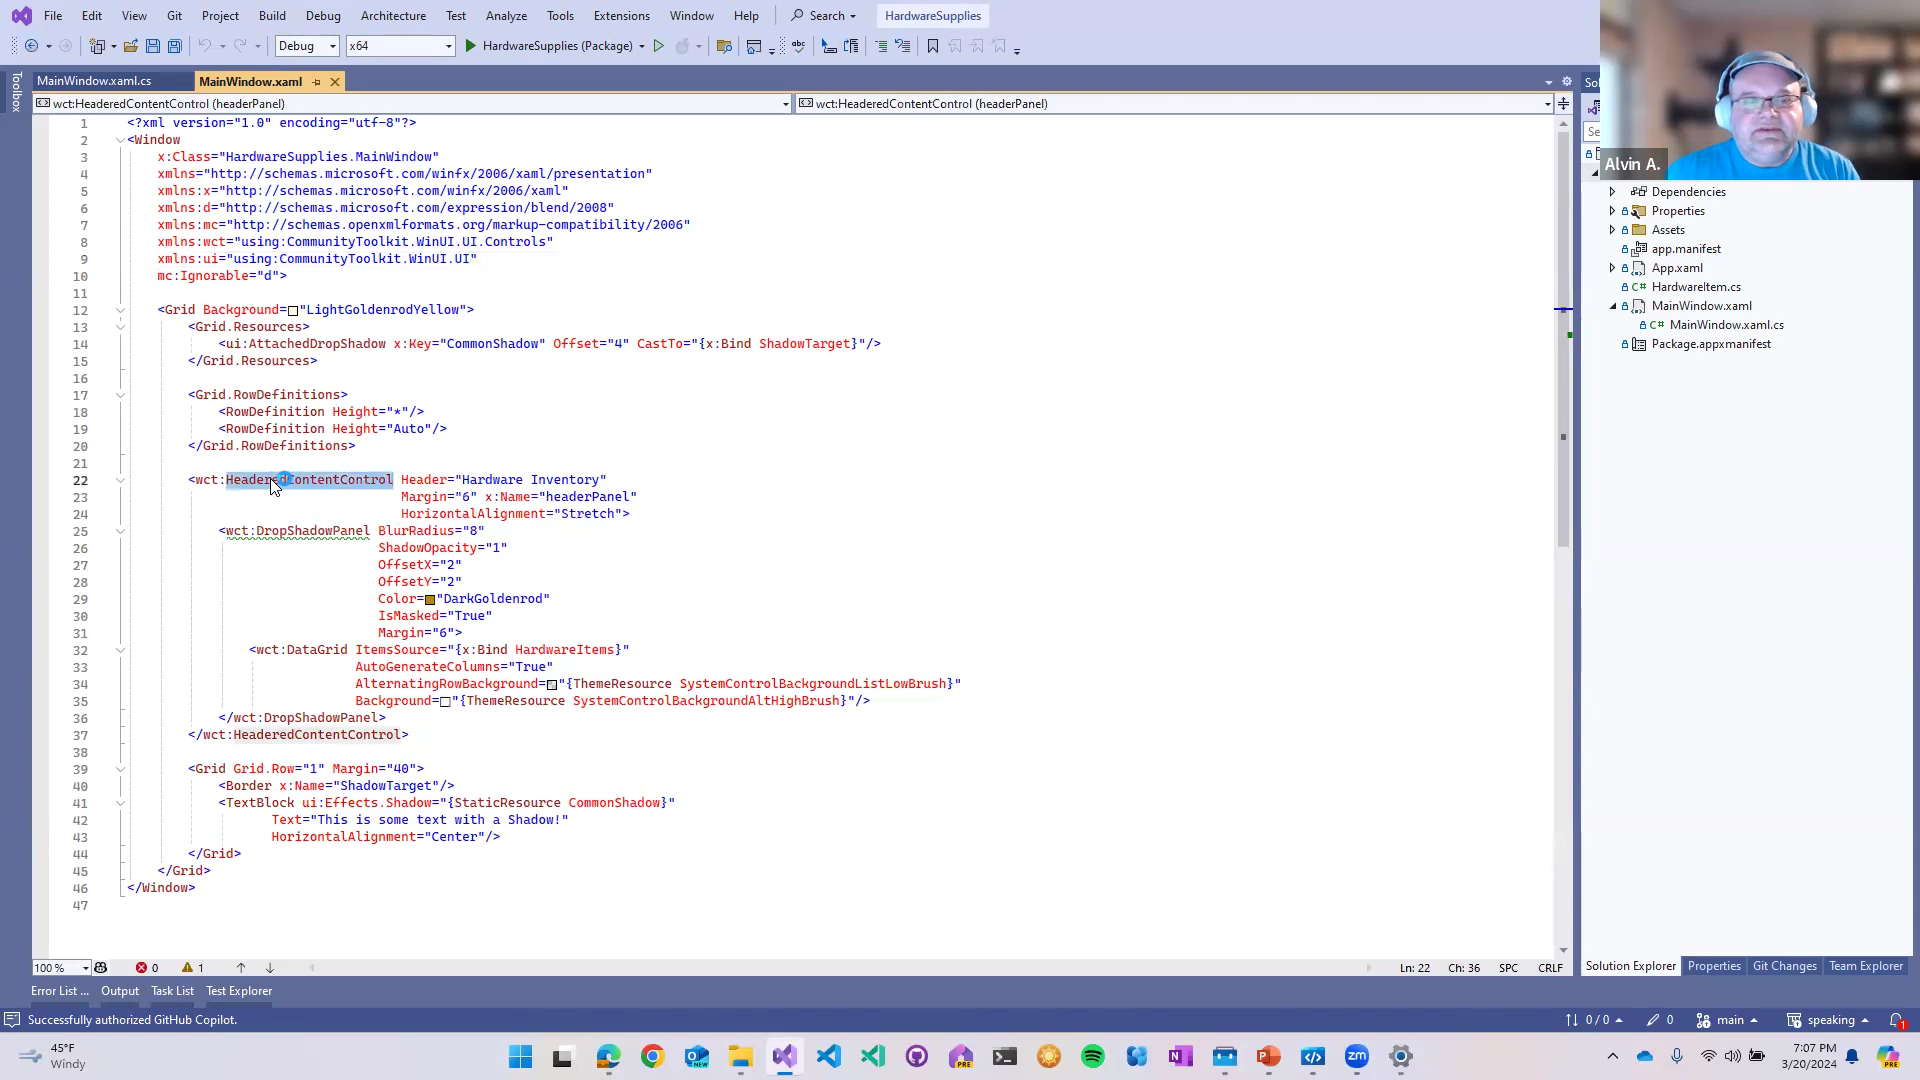 File Edit View Git Project Build Debug Architecture Test Analyze Tools Extensions Window Help Search HardwareSupplies
Debug x64 HardwareSupplies (Package)
Toolbox
MainWindow.xaml.cs MainWindow.xaml
wct:HeaderedContentControl (headerPanel) wct:HeaderedContentControl (headerPanel)
1 <?xml version="1.0" encoding="utf-8"?>
2 <Window
3 x:Class="HardwareSupplies.MainWindow"
4 xmlns="http://schemas.microsoft.com/winfx/2006/xaml/presentation"
5 xmlns:x="http://schemas.microsoft.com/winfx/2006/xaml"
6 xmlns:d="http://schemas.microsoft.com/expression/blend/2008"
7 xmlns:mc="http://schemas.openxmlformats.org/markup-compatibility/2006"
8 xmlns:wct="using:CommunityToolkit.WinUI.UI.Controls"
9 xmlns:ui="using:CommunityToolkit.WinUI.UI"
10 mc:Ignorable="d">
11
12 <Grid Background="LightGoldenrodYellow">
13 <Grid.Resources>
14 <ui:AttachedDropShadow x:Key="CommonShadow" Offset="4" CastTo="{x:Bind ShadowTarget}"/>
15 </Grid.Resources>
16
17 <Grid.RowDefinitions>
18 <RowDefinition Height="*"/>
19 <RowDefinition Height="Auto"/>
20 </Grid.RowDefinitions>
21
22 <wct:HeaderedContentControl Header="Hardware Inventory"
23 Margin="6" x:Name="headerPanel"
24 HorizontalAlignment="Stretch">
25 <wct:DropShadowPanel BlurRadius="8"
26 ShadowOpacity="1"
27 OffsetX="2"
28 OffsetY="2"
29 Color="DarkGoldenrod"
30 IsMasked="True"
31 Margin="6">
32 <wct:DataGrid ItemsSource="{x:Bind HardwareItems}"
33 AutoGenerateColumns="True"
34 AlternatingRowBackground="{ThemeResource SystemControlBackgroundListLowBrush}"
35 Background="{ThemeResource SystemControlBackgroundAltHighBrush}"/>
36 </wct:DropShadowPanel>
37 </wct:HeaderedContentControl>
38
39 <Grid Grid.Row="1" Margin="40">
40 <Border x:Name="ShadowTarget"/>
41 <TextBlock ui:Effects.Shadow="{StaticResource CommonShadow}"
42 Text="This is some text with a Shadow!"
43 HorizontalAlignment="Center"/>
44 </Grid>
45 </Grid>
46 </Window>
47
100 % 0 1 Ln: 22 Ch: 36 SPC CRLF
Error List ... Output Task List Test Explorer
Successfully authorized GitHub Copilot. 0 / 0 0 main speaking 1
Alvin A.
Dependencies
Properties
Assets
app.manifest
App.xaml
C# HardwareItem.cs
MainWindow.xaml
C# MainWindow.xaml.cs
Package.appxmanifest
Solution Explorer Properties Git Changes Team Explorer
45°F
Windy
7:07 PM
3/20/2024